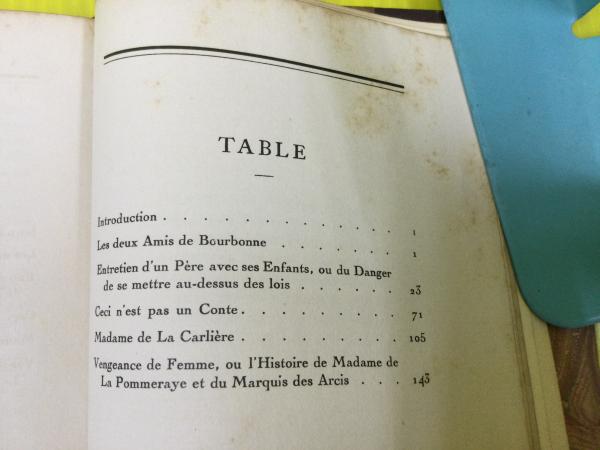 TABLE
Introduction . . . . . . . . . . . . . 1
Les deux Amis de Bourbonne . . . . . . . 1
Entretien d'un Père avec ses Enfants, ou du Danger
de se mettre au-dessus des lois . . . . . . 23
Ceci n'est pas un Conte . . . . . . . . . 71
Madame de La Carlière . . . . . . . . . 105
Vengeance de Femme, ou l'Histoire de Madame de
La Pommeraye et du Marquis des Arcis . . . 143